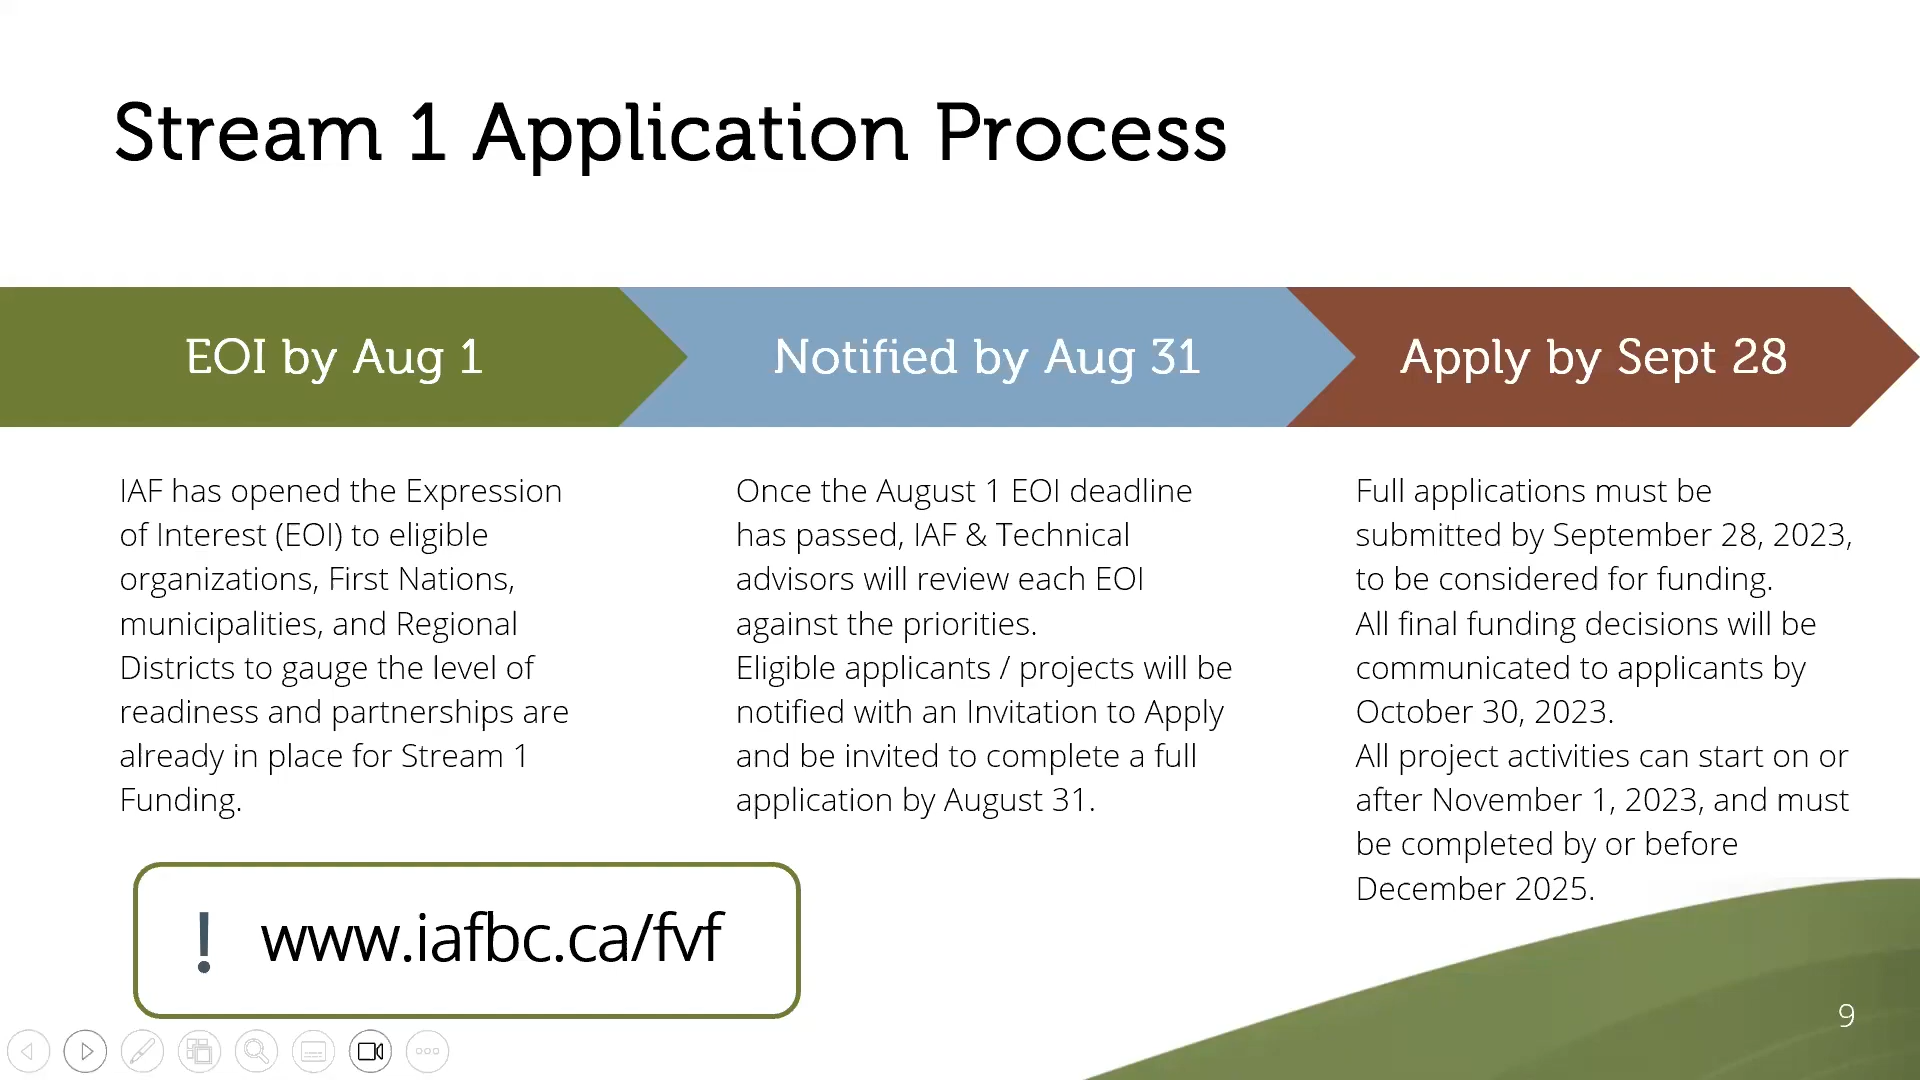 Stream 1 Application Process
EOI by Aug 1
Notified by Aug 31
Apply by Sept 28
IAF has opened the Expression
of Interest (EOI) to eligible
organizations, First Nations,
municipalities, and Regional
Districts to gauge the level of
readiness and partnerships are
already in place for Stream 1
Funding.
Once the August 1 EOI deadline
has passed, IAF & Technical
advisors will review each EOI
against the priorities.
Eligible applicants / projects will be
notified with an Invitation to Apply
and be invited to complete a full
application by August 31.
Full applications must be
submitted by September 28, 2023,
to be considered for funding.
All final funding decisions will be
communicated to applicants by
October 30, 2023.
All project activities can start on or
after November 1, 2023, and must
be completed by or before
December 2025.
! www.iafbc.ca/fvf
9